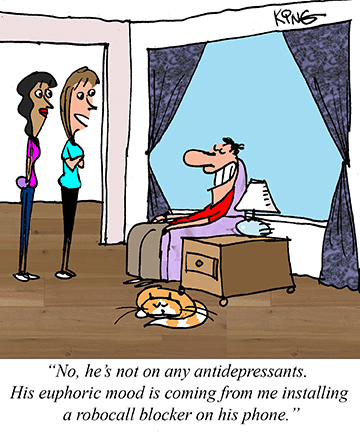 KING
“No, he’s not on any antidepressants.
His euphoric mood is coming from me installing
a robocall blocker on his phone.”